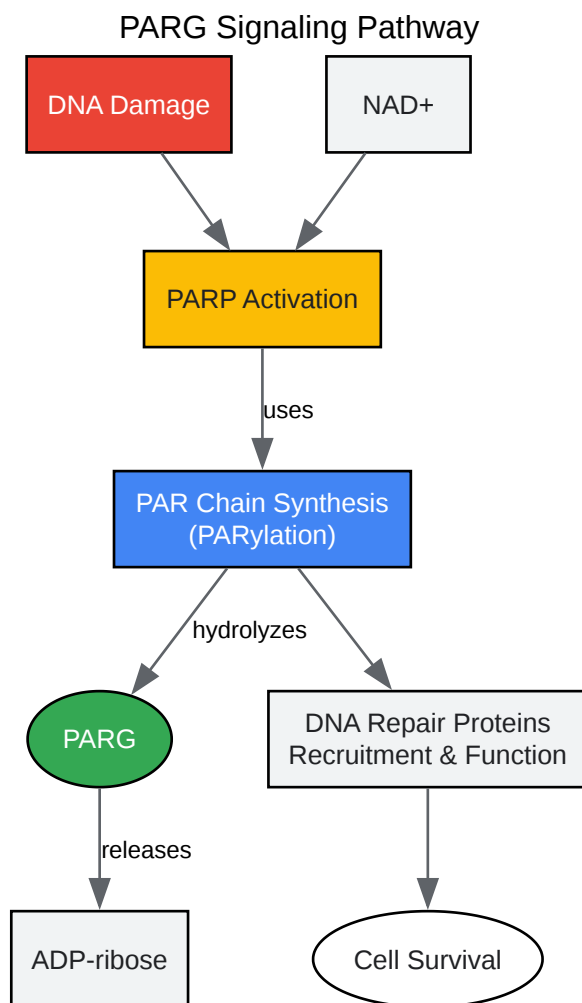 PARG Signaling Pathway
DNA Damage
NAD+
PARP Activation
uses
PAR Chain Synthesis
(PARylation)
hydrolyzes
PARG
DNA Repair Proteins
Recruitment & Function
releases
ADP-ribose
Cell Survival